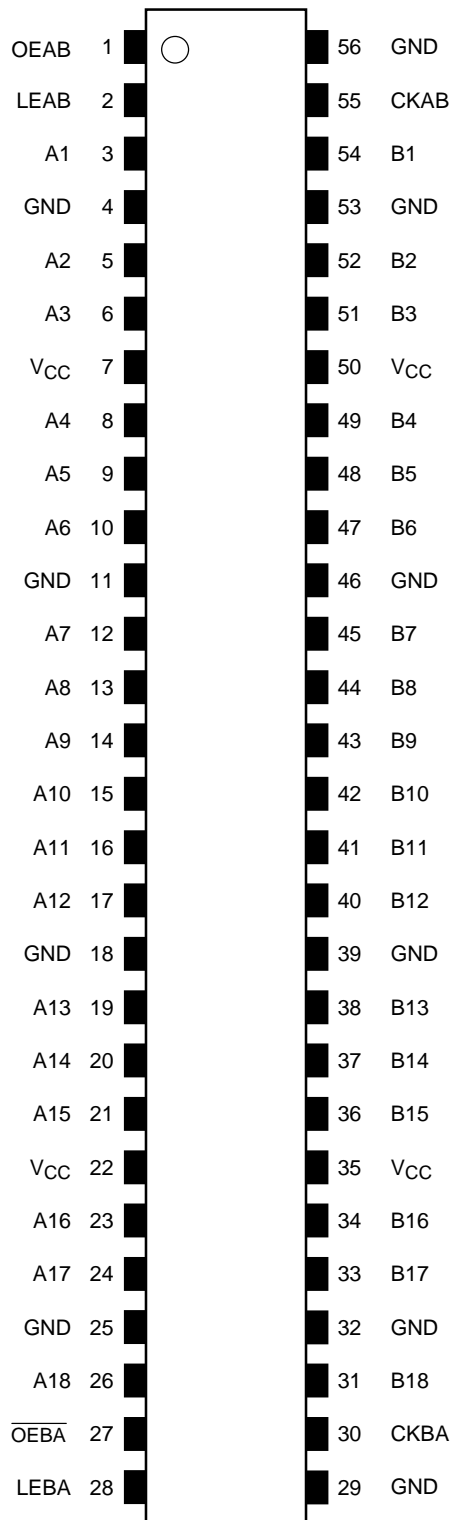 OEAB 1 56 GND
LEAB 2 55 CKAB
A1 3 54 B1
GND 4 53 GND
A2 5 52 B2
A3 6 51 B3
VCC 7 50 VCC
A4 8 49 B4
A5 9 48 B5
A6 10 47 B6
GND 11 46 GND
A7 12 45 B7
A8 13 44 B8
A9 14 43 B9
A10 15 42 B10
A11 16 41 B11
A12 17 40 B12
GND 18 39 GND
A13 19 38 B13
A14 20 37 B14
A15 21 36 B15
VCC 22 35 VCC
A16 23 34 B16
A17 24 33 B17
GND 25 32 GND
A18 26 31 B18
O̅E̅B̅A̅ 27 30 CKBA
LEBA 28 29 GND